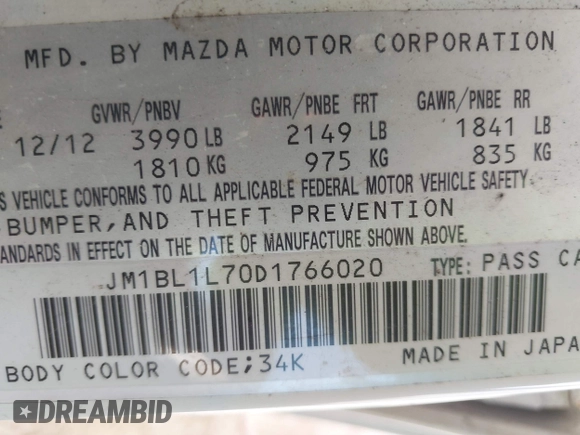 MFD. BY MAZDA MOTOR CORPORATION
GVWR/PNBV GAWR/PNBE FRT GAWR/PNBE RR
12/12 3990 LB 2149 LB 1841 LB
1810 KG 975 KG 835 KG
S VEHICLE CONFORMS TO ALL APPLICABLE FEDERAL MOTOR VEHICLE SAFETY
BUMPER, AND THEFT PREVENTION
ANDARDS IN EFFECT ON THE DATE OF MANUFACTURE SHOWN ABOVE.
JM1BL1L70D1766020 TYPE: PASS CA
BODY COLOR CODE;34K MADE IN JAPA
DREAMBID